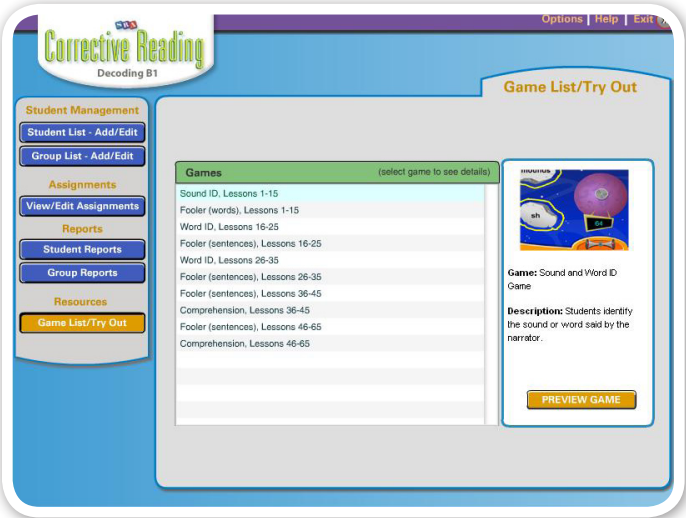 Options | Help | Exit
SRA
Corrective Reading
Decoding B1
Game List/Try Out
Student Management
Student List - Add/Edit
Group List - Add/Edit
Assignments
View/Edit Assignments
Reports
Student Reports
Group Reports
Resources
Game List/Try Out
Games (select game to see details)
Sound ID, Lessons 1-15
Fooler (words), Lessons 1-15
Word ID, Lessons 16-25
Fooler (sentences), Lessons 16-25
Word ID, Lessons 26-35
Fooler (sentences), Lessons 26-35
Fooler (sentences), Lessons 36-45
Comprehension, Lessons 36-45
Fooler (sentences), Lessons 46-65
Comprehension, Lessons 46-65
sh
64
Game: Sound and Word ID
Game
Description: Students identify
the sound or word said by the
narrator.
PREVIEW GAME